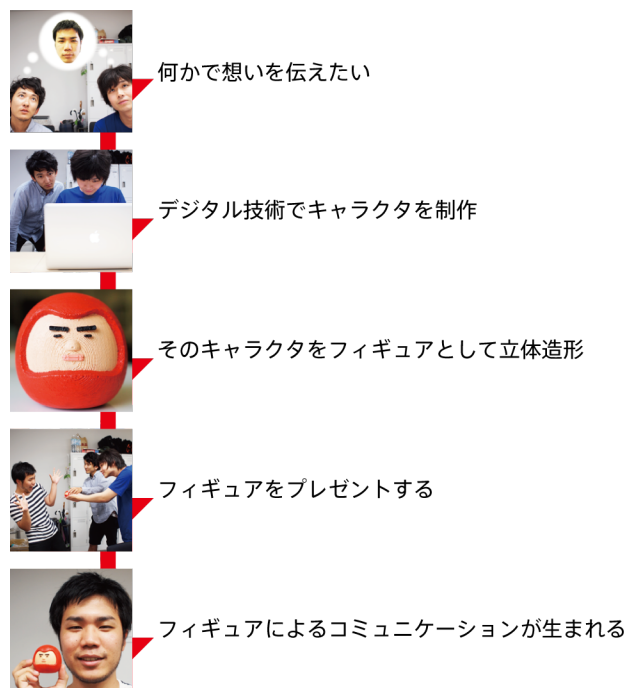 何かで想いを伝えたい
デジタル技術でキャラクタを制作
そのキャラクタをフィギュアとして立体造形
フィギュアをプレゼントする
フィギュアによるコミュニケーションが生まれる